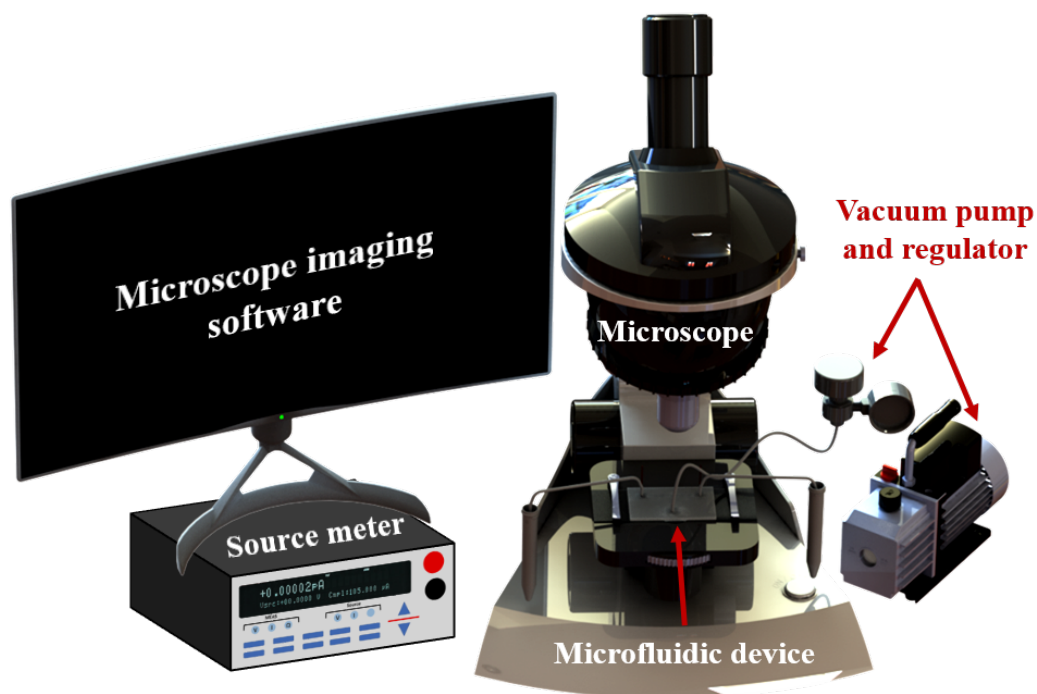 Microscope imaging
software
Microscope
Vacuum pump
and regulator
Source meter
+0.00002pA
Microfluidic device